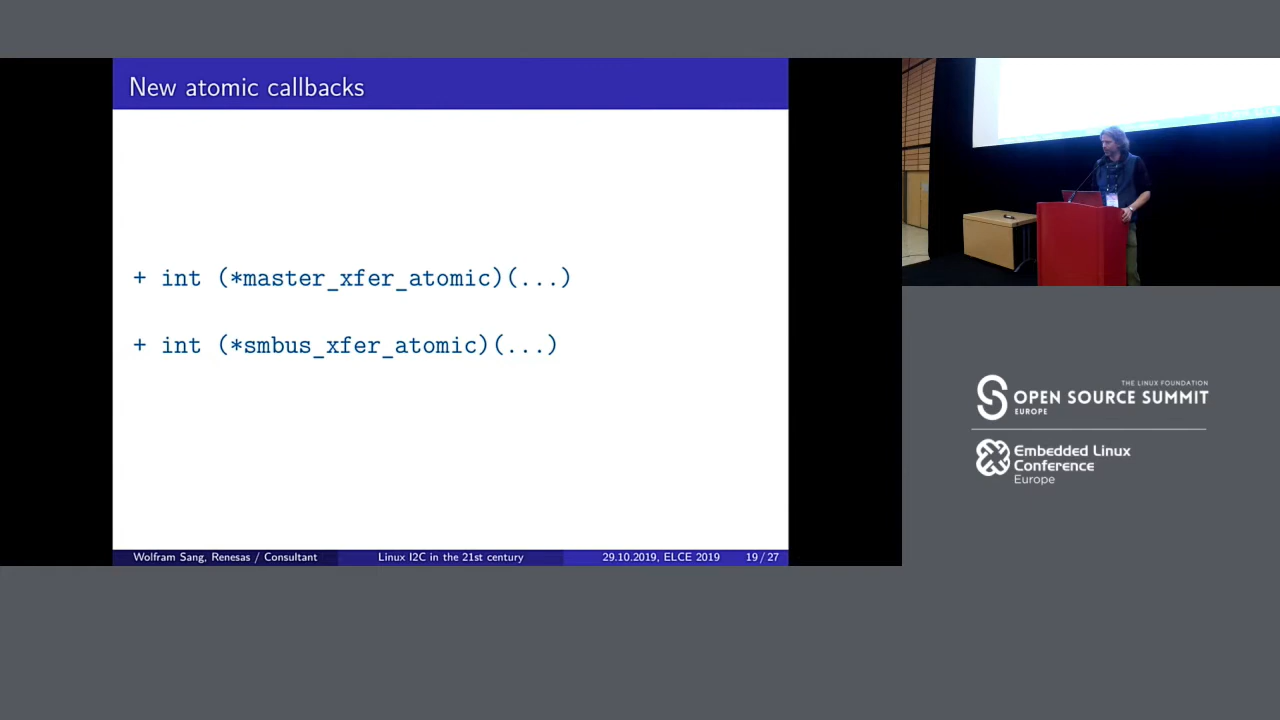 New atomic callbacks
+ int (*master_xfer_atomic)(...)
+ int (*smbus_xfer_atomic)(...)
Wolfram Sang, Renesas / Consultant
Linux I2C in the 21st century
29.10.2019, ELCE 2019
19 / 27
THE LINUX FOUNDATION
OPEN SOURCE SUMMIT
EUROPE
Embedded Linux
Conference
Europe